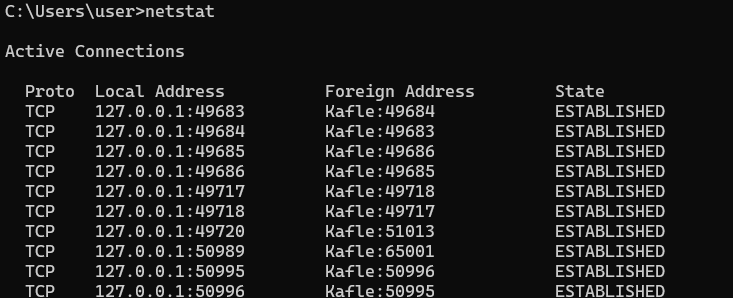 C:\Users\user>netstat
Active Connections
Proto  Local Address          Foreign Address        State
TCP    127.0.0.1:49683        Kafle:49684            ESTABLISHED
TCP    127.0.0.1:49684        Kafle:49683            ESTABLISHED
TCP    127.0.0.1:49685        Kafle:49686            ESTABLISHED
TCP    127.0.0.1:49686        Kafle:49685            ESTABLISHED
TCP    127.0.0.1:49717        Kafle:49718            ESTABLISHED
TCP    127.0.0.1:49718        Kafle:49717            ESTABLISHED
TCP    127.0.0.1:49720        Kafle:51013            ESTABLISHED
TCP    127.0.0.1:50989        Kafle:65001            ESTABLISHED
TCP    127.0.0.1:50995        Kafle:50996            ESTABLISHED
TCP    127.0.0.1:50996        Kafle:50995            ESTABLISHED